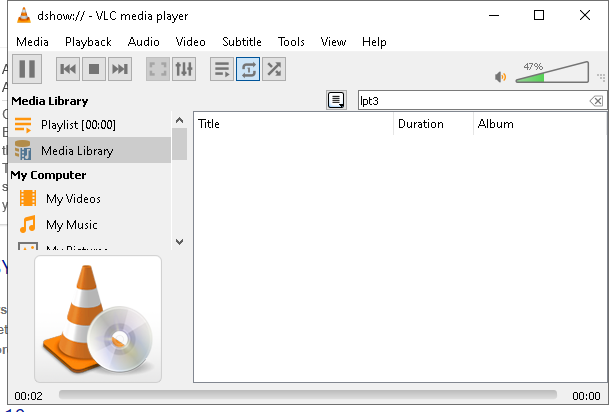 dshow:// - VLC media player
Media Playback Audio Video Subtitle Tools View Help
47%
Media Library
lpt3
Playlist [00:00]
Title Duration Album
Media Library
My Computer
My Videos
My Music
My Pictures
00:02 00:00